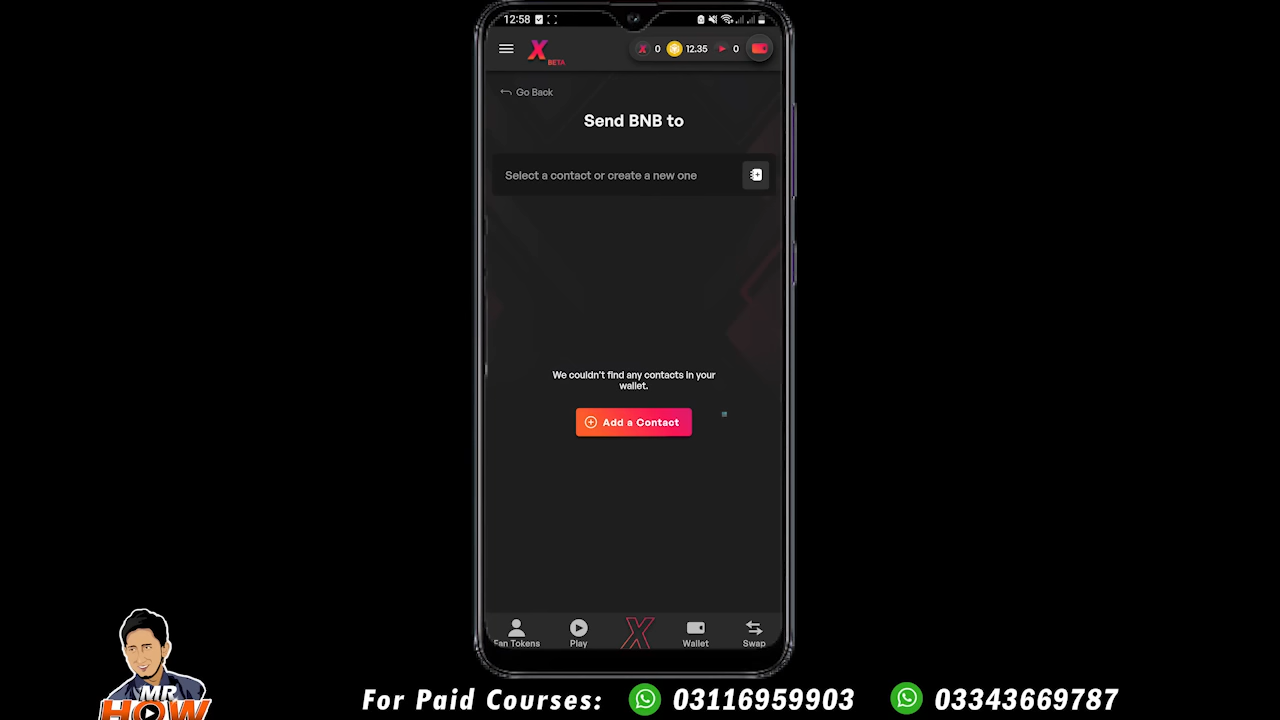 12:58
X BETA
0 12.35 0
Go Back
Send BNB to
Select a contact or create a new one
We couldn't find any contacts in your
wallet.
Add a Contact
Fan Tokens Play X Wallet Swap
MR
HOW
For Paid Courses: 03116959903 03343669787